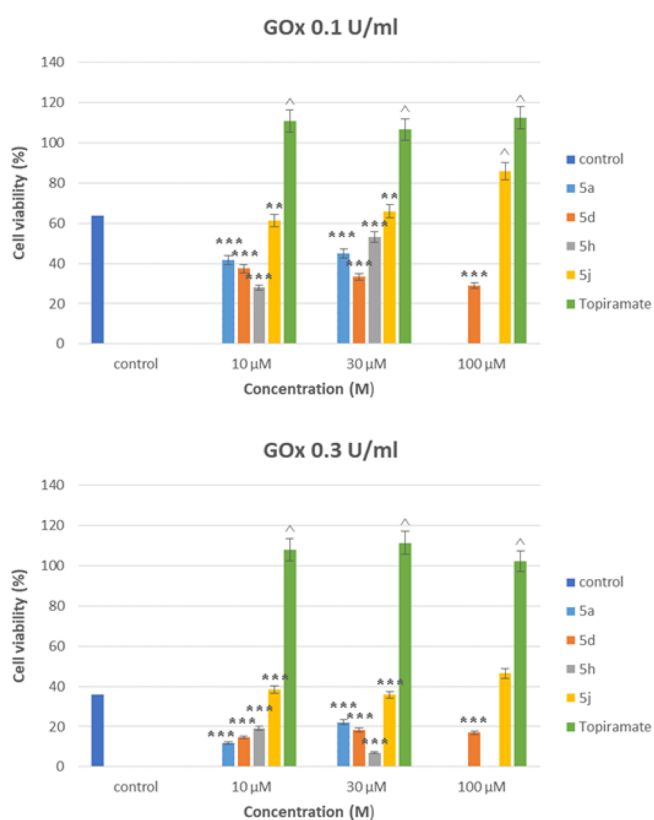 GOx 0.1 U/ml
Cell viability (%)
140
120
100
80
60
40
20
0
^
^
^
^
***
***
***
**
***
***
***
**
***
control
10 µM
30 µM
100 µM
Concentration (M)
control
5a
5d
5h
5j
Topiramate
GOx 0.3 U/ml
Cell viability (%)
140
120
100
80
60
40
20
0
^
^
^
***
***
***
***
***
***
***
***
***
control
10 µM
30 µM
100 µM
Concentration (M)
control
5a
5d
5h
5j
Topiramate